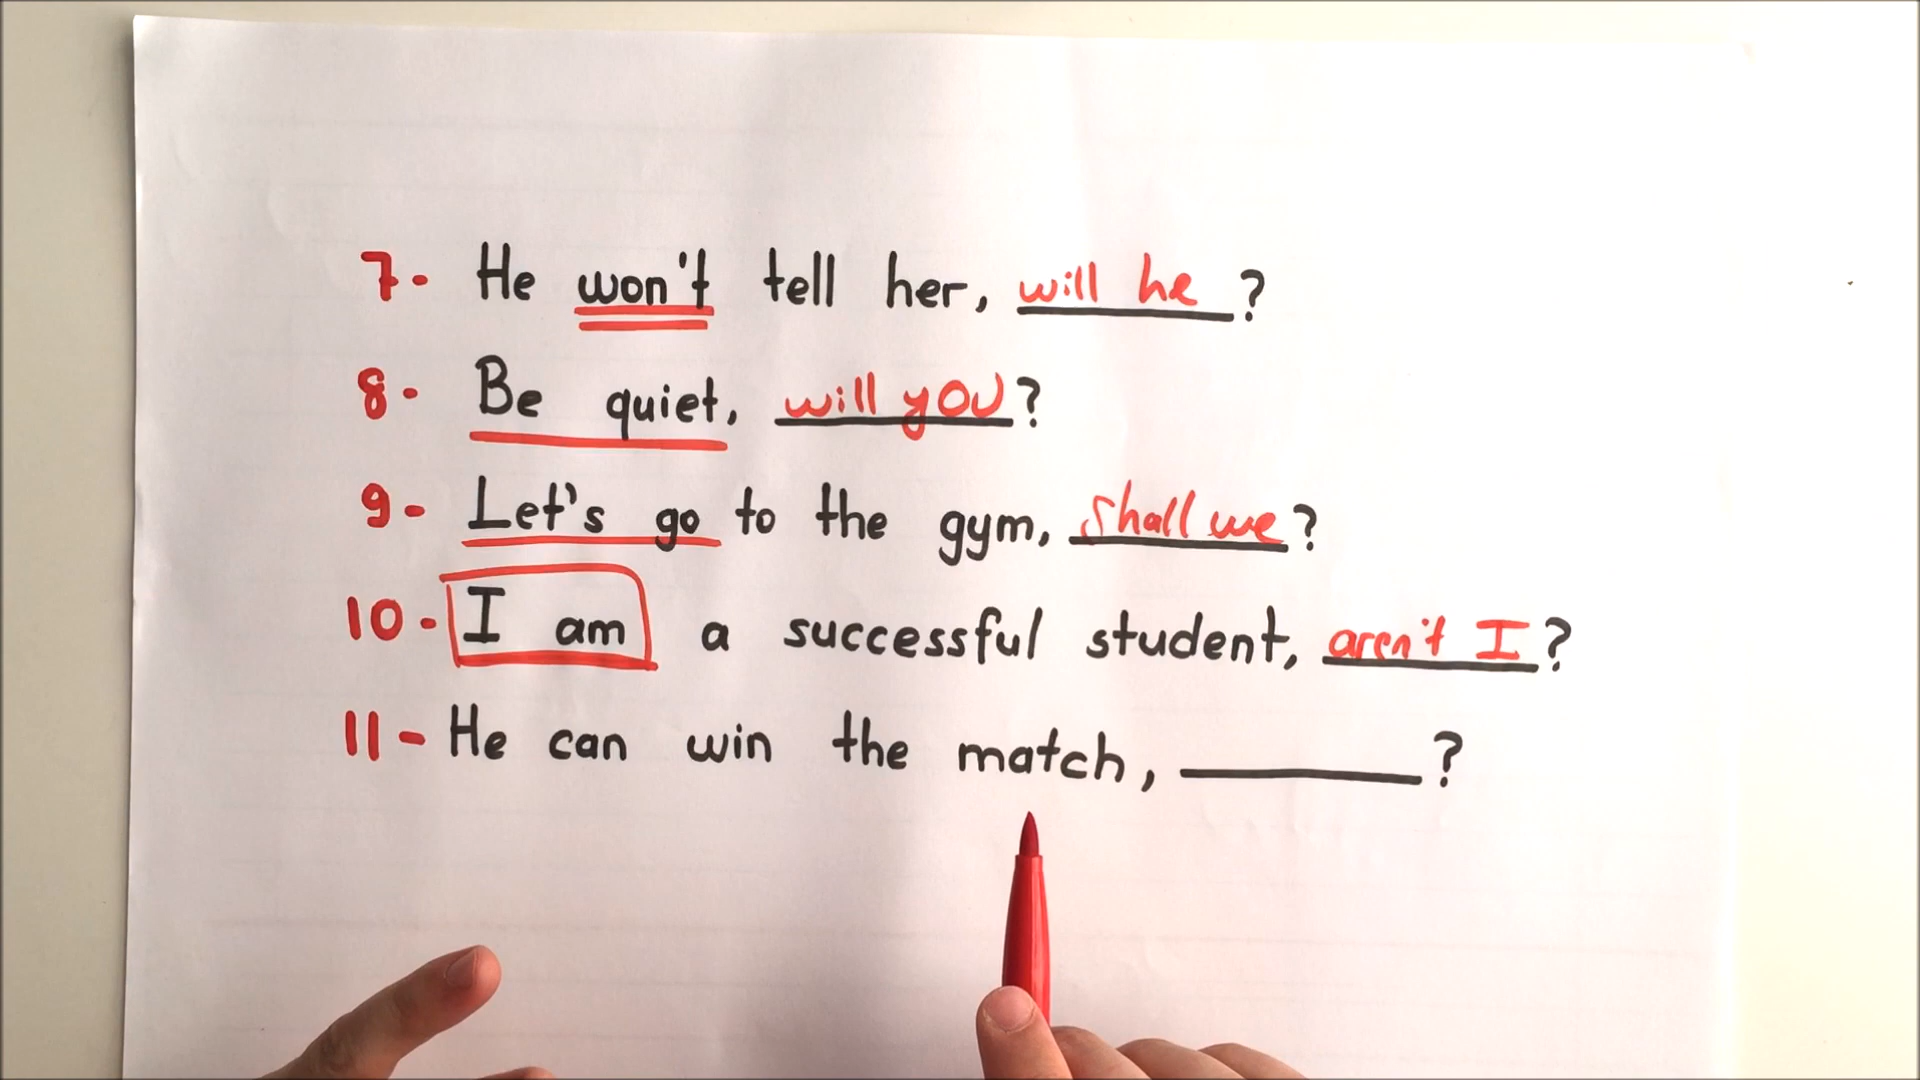 7- He won't tell her, will he?
8- Be quiet, will you?
9- Let's go to the gym, shall we?
10- I am a successful student, aren't I?
11- He can win the match, ________?